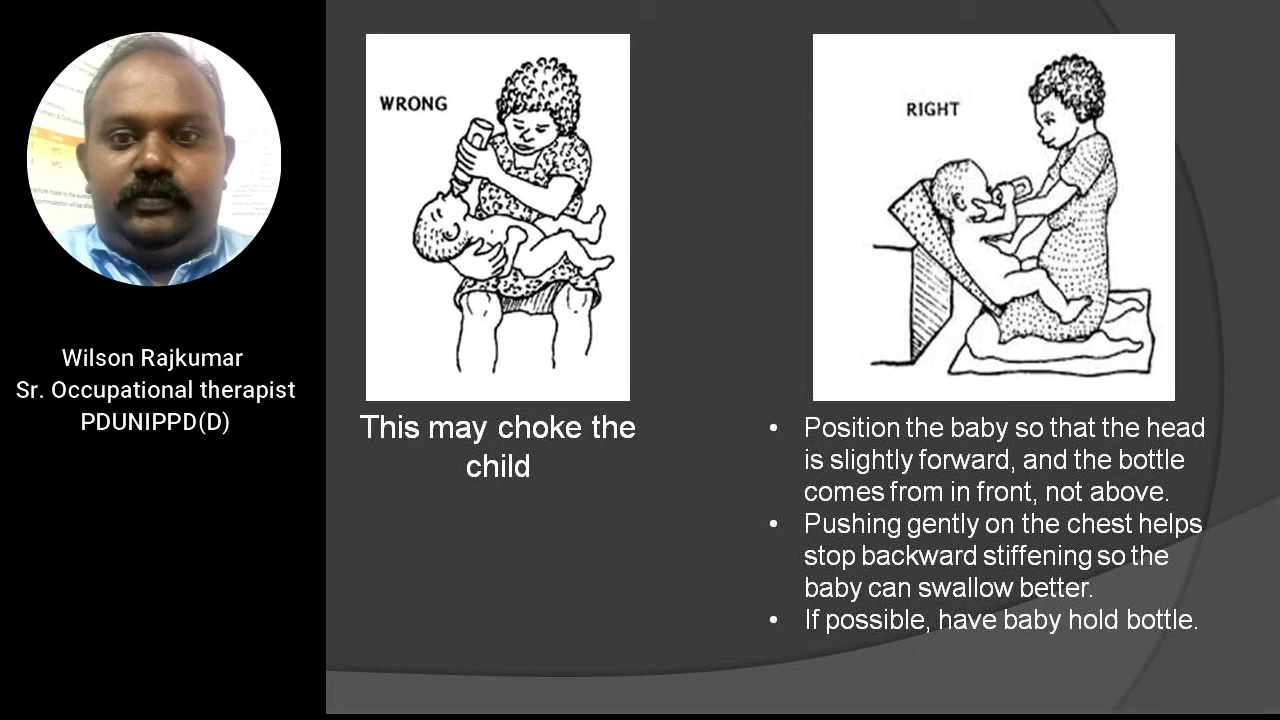 Wilson Rajkumar
Sr. Occupational therapist
PDUNIPPD(D)
WRONG
This may choke the
child
RIGHT
• Position the baby so that the head
is slightly forward, and the bottle
comes from in front, not above.
• Pushing gently on the chest helps
stop backward stiffening so the
baby can swallow better.
• If possible, have baby hold bottle.